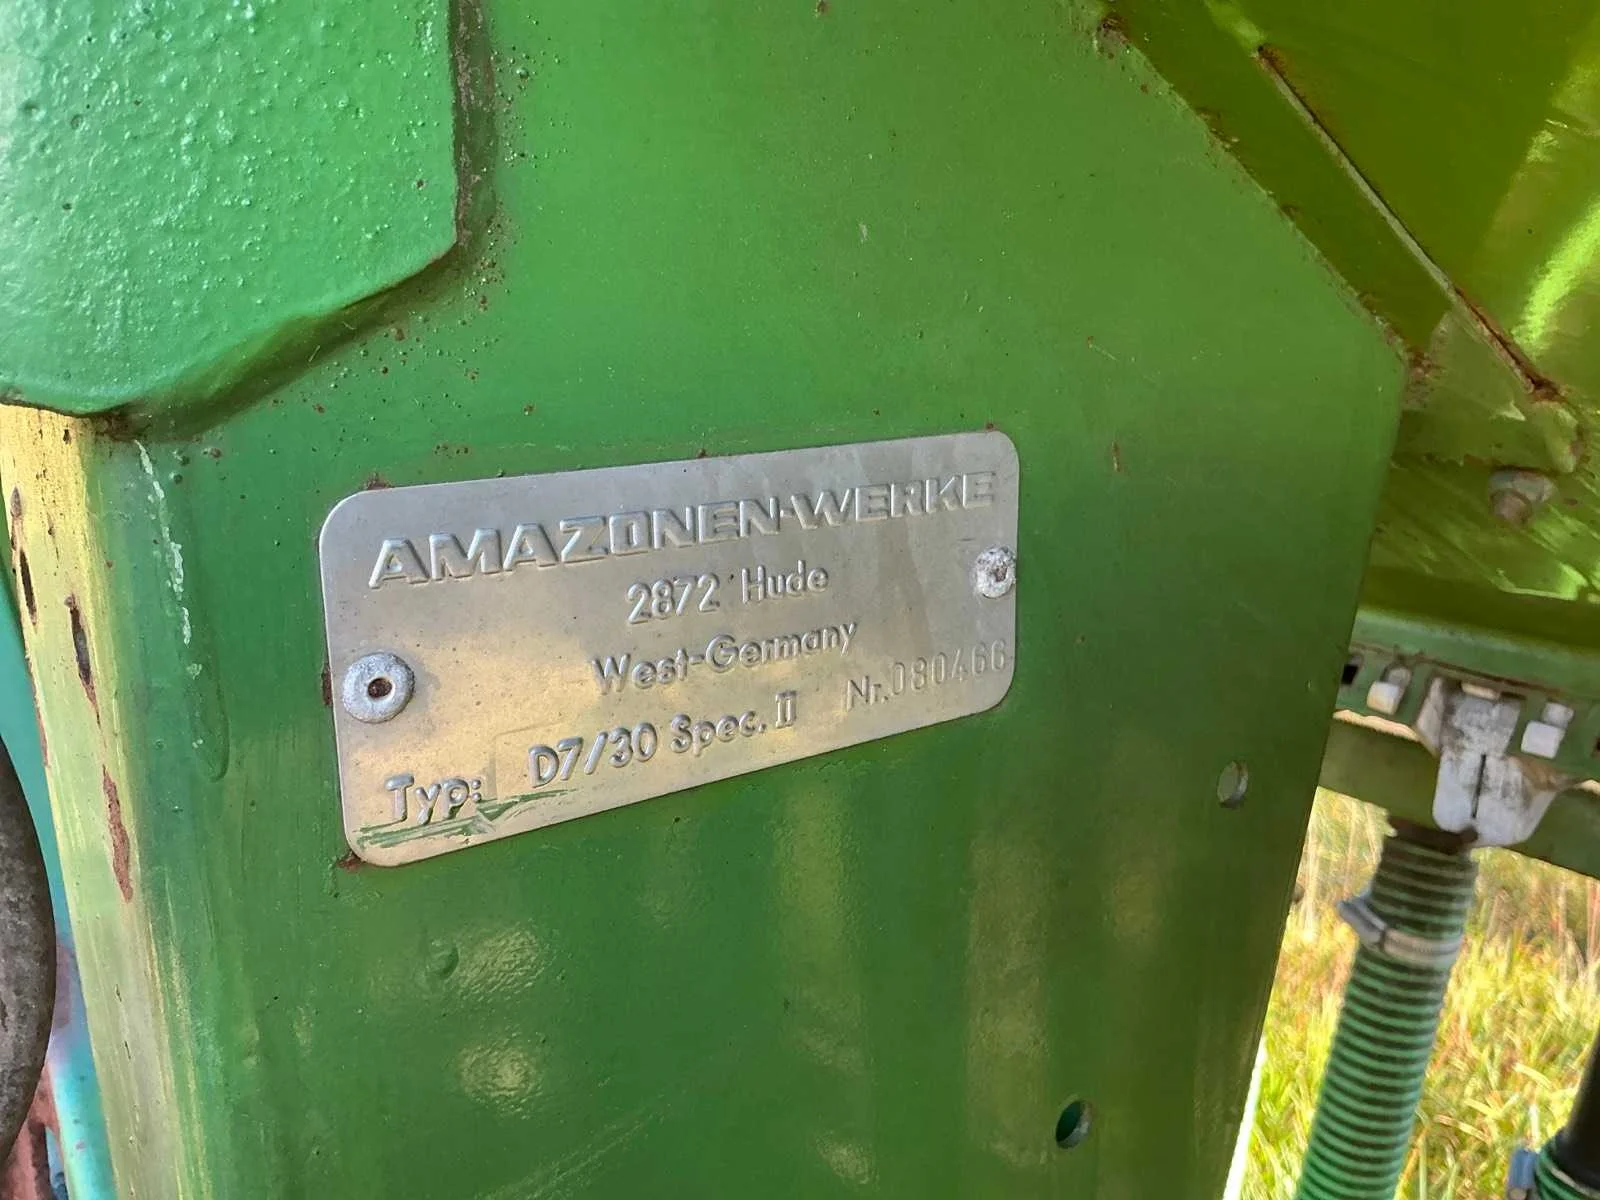 AMAZONEN-WERKE
2872 Hude
West-Germany
Typ: D7/30 Spec. II Nr. 080466